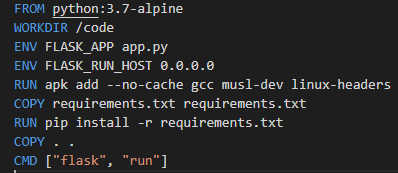 FROM python:3.7-alpine
WORKDIR /code
ENV FLASK_APP app.py
ENV FLASK_RUN_HOST 0.0.0.0
RUN apk add --no-cache gcc musl-dev linux-headers
COPY requirements.txt requirements.txt
RUN pip install -r requirements.txt
COPY . .
CMD ["flask", "run"]